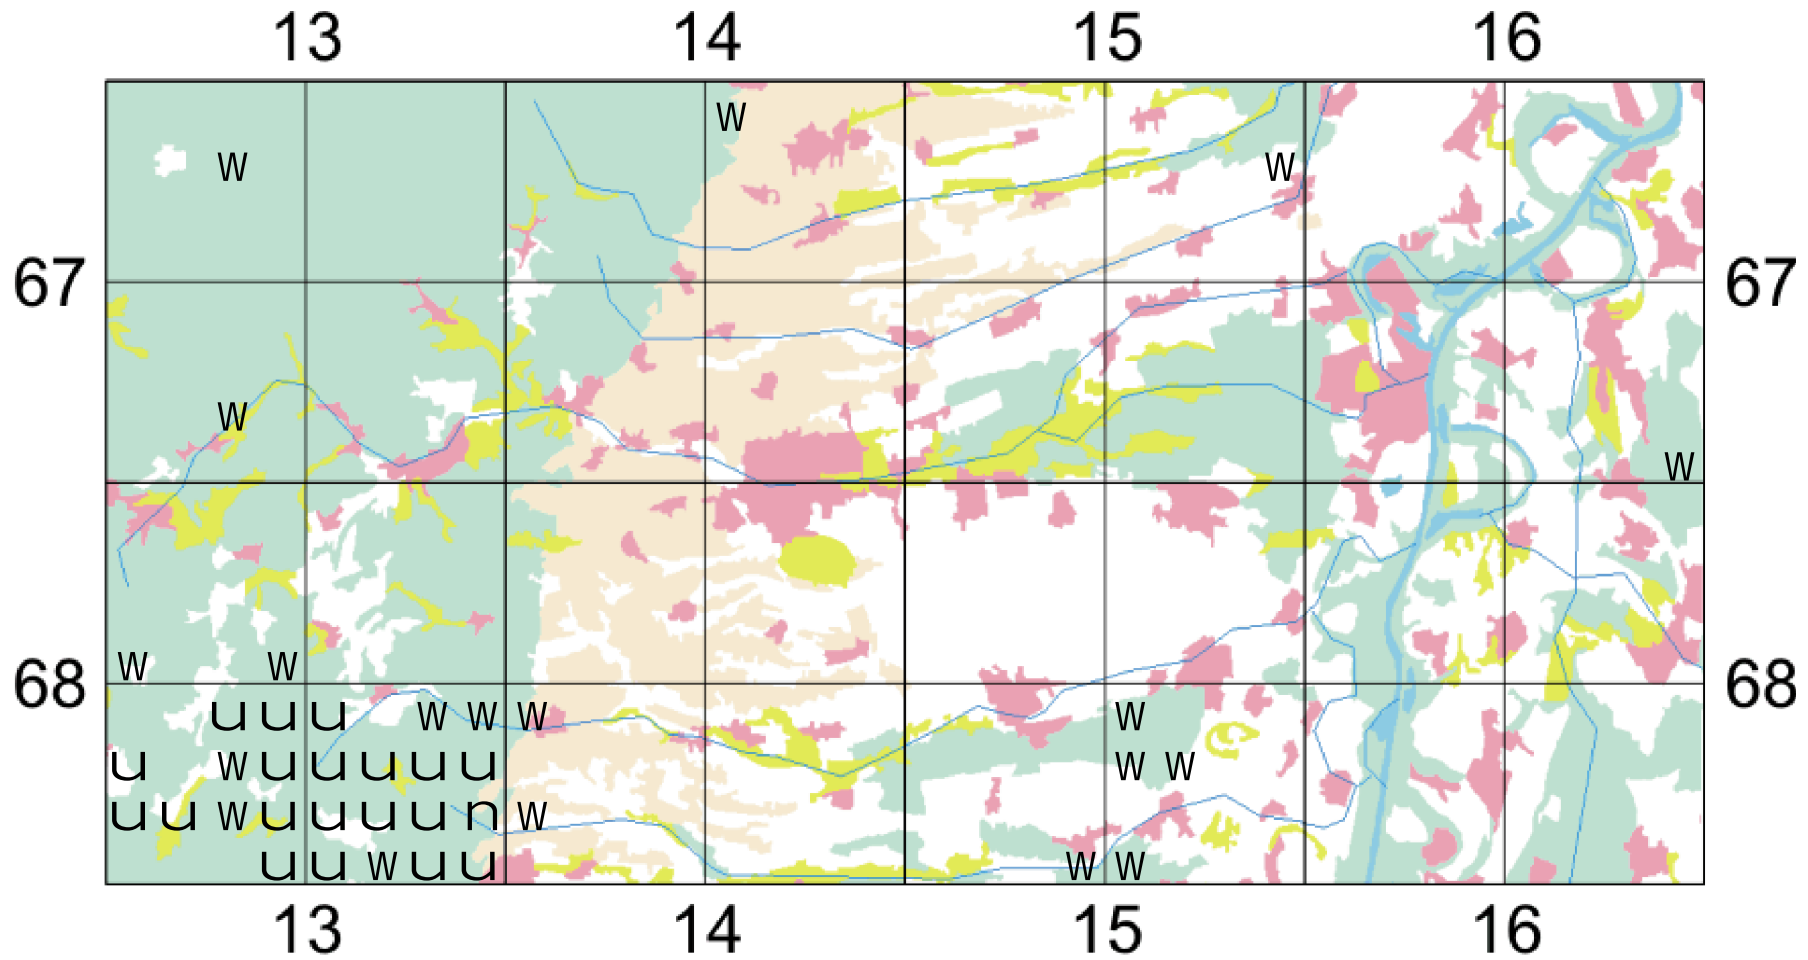 13 14 15 16
W
W W
67 67
W
W
W W
68 68
u u u W W W W
u W u u u u u W W
u u W u u u u n W
u u W u u W W
13 14 15 16